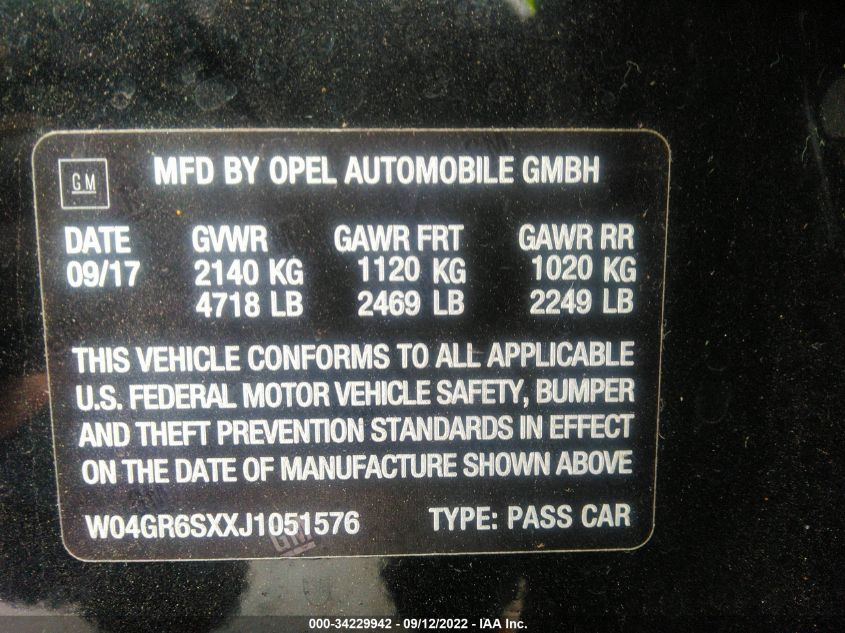 GM MFD BY OPEL AUTOMOBILE GMBH
DATE GVWR GAWR FRT GAWR RR
09/17 2140 KG 1120 KG 1020 KG
4718 LB 2469 LB 2249 LB
THIS VEHICLE CONFORMS TO ALL APPLICABLE
U.S. FEDERAL MOTOR VEHICLE SAFETY, BUMPER
AND THEFT PREVENTION STANDARDS IN EFFECT
ON THE DATE OF MANUFACTURE SHOWN ABOVE
W04GR6SXXJ1051576 TYPE: PASS CAR
GM
000-34229942 - 09/12/2022 - IAA Inc.